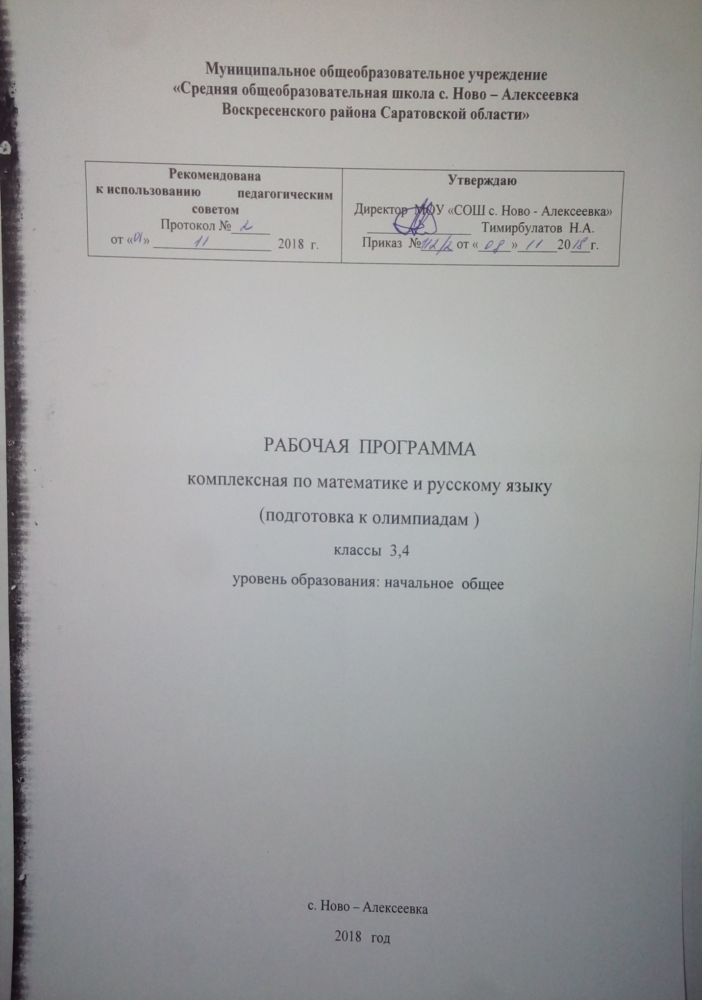 Муниципальное общеобразовательное учреждение
«Средняя общеобразовательная школа с. Ново – Алексеевка
Воскресенского района Саратовской области»
Рекомендована
к использованию педагогическим
советом
Протокол № 2
от «01» 11 2018 г.
Утверждаю
Директор МОУ «СОШ с. Ново - Алексеевка»
Тимирбулатов Н.А.
Приказ № 112/2 от « 08 » 11 2018 г.
РАБОЧАЯ ПРОГРАММА
комплексная по математике и русскому языку
(подготовка к олимпиадам )
классы 3,4
уровень образования: начальное общее
с. Ново – Алексеевка
2018 год